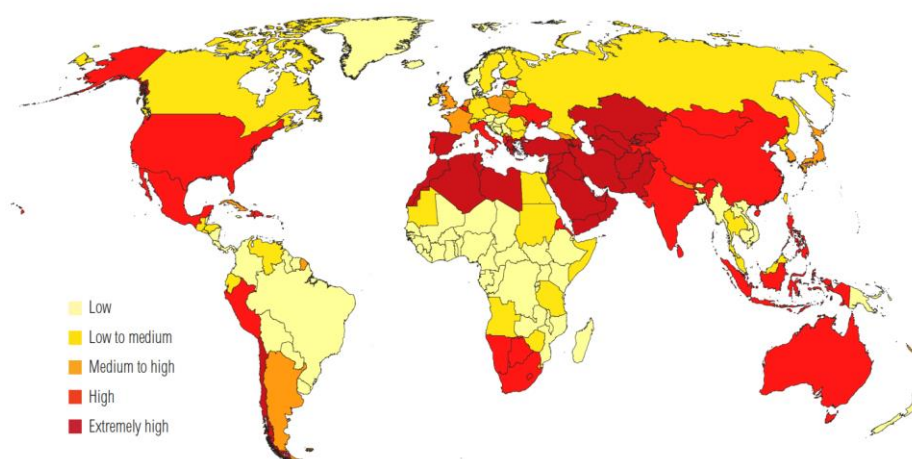 Low
Low to medium
Medium to high
High
Extremely high